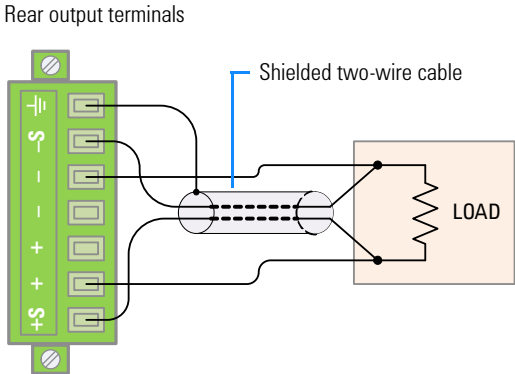 Rear output terminals
Shielded two-wire cable
S–
–
–
+
+
S+
LOAD